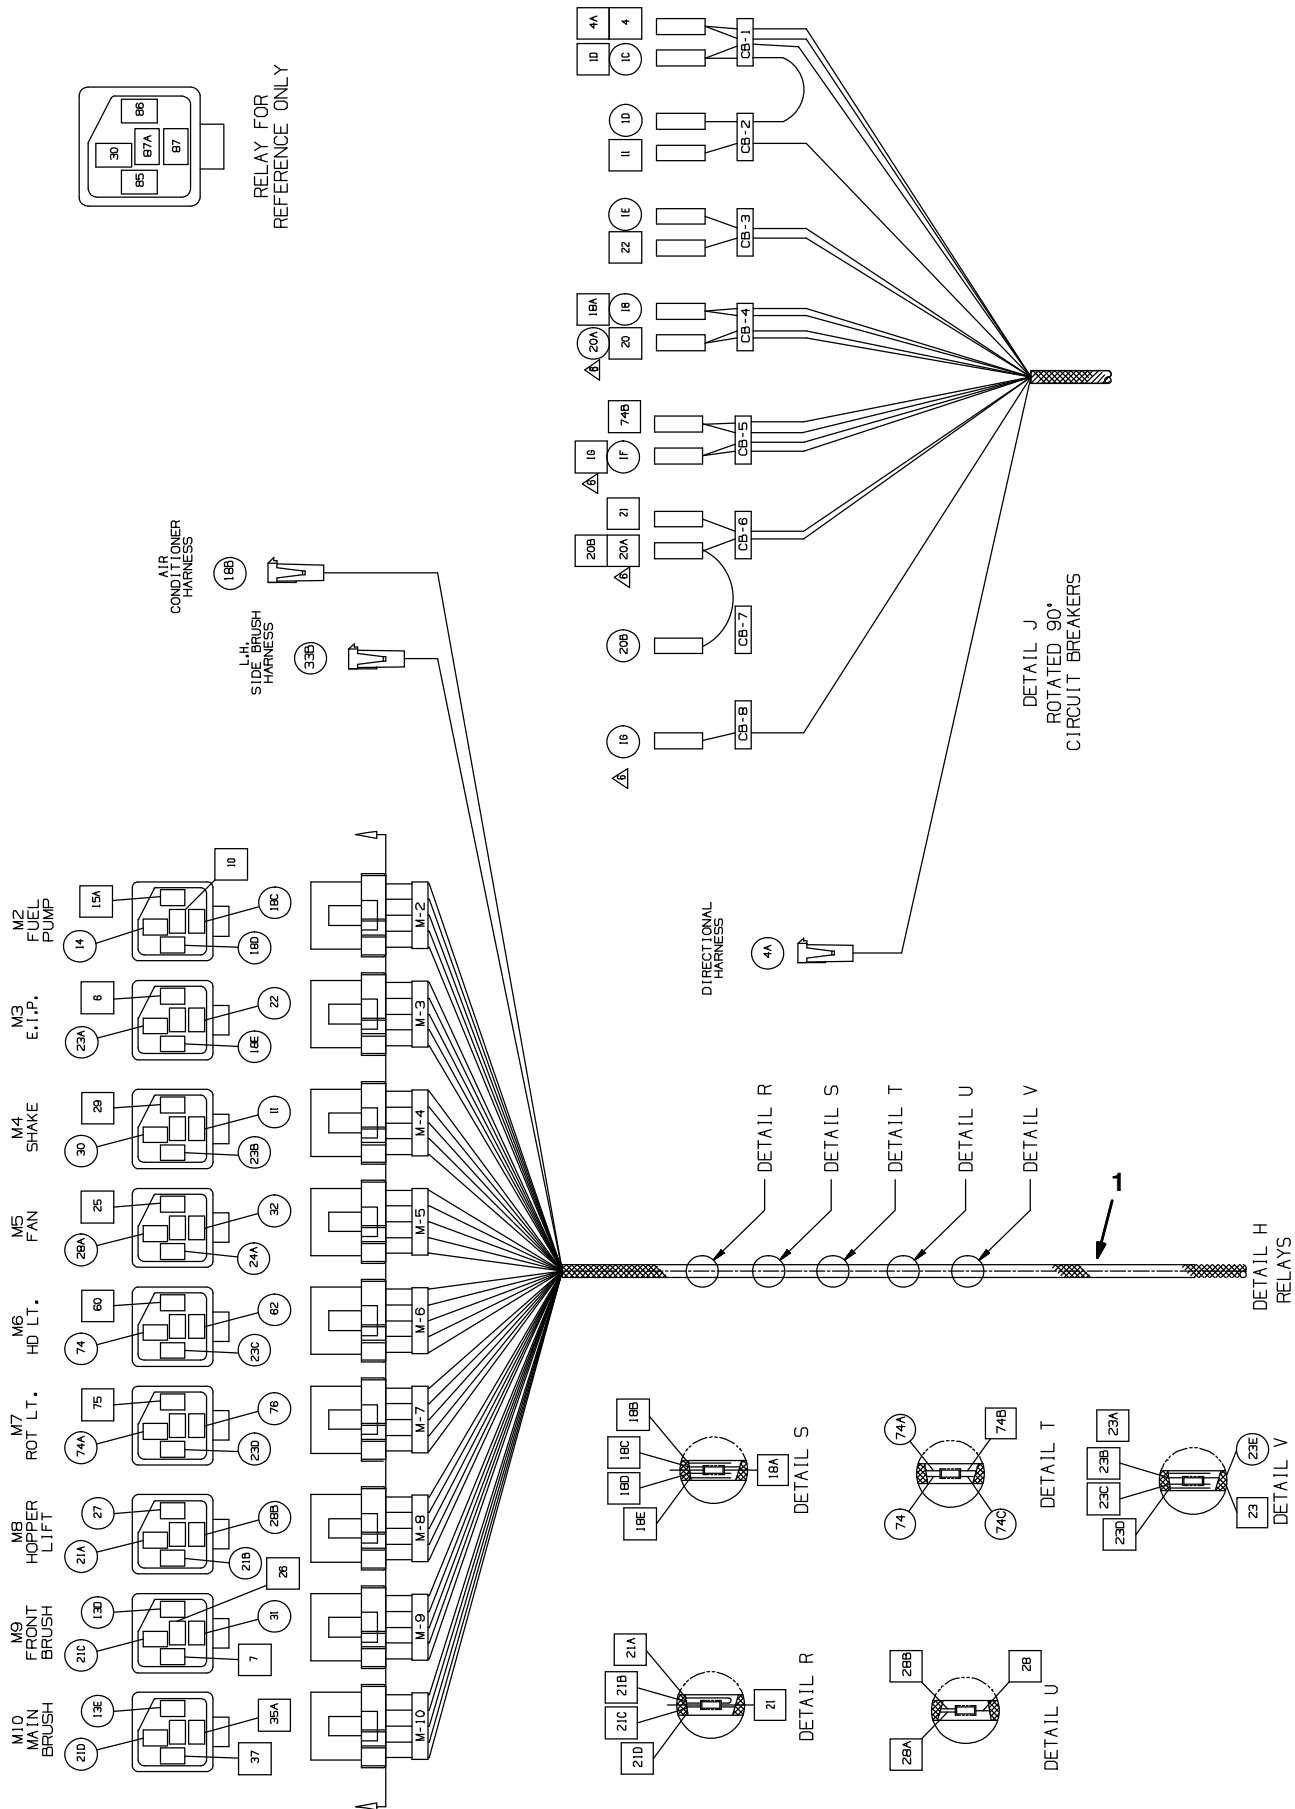 86
30
87A
87
85
RELAY FOR
REFERENCE ONLY
4A
4
1D
1C
CB-1
1D
11
CB-2
1E
22
CB-3
18A
18
20A
20
6
CB-4
74B
1G
1F
6
CB-5
21
20B
20A
6
CB-6
20B
CB-7
1G
6
CB-8
DETAIL J
ROTATED 90°
CIRCUIT BREAKERS
AIR
CONDITIONER
HARNESS
18B
L.H.
SIDE BRUSH
HARNESS
33B
DIRECTIONAL
HARNESS
4A
M2
FUEL
PUMP
14
15A
10
18C
18D
M-2
M3
E.I.P.
23A
6
22
18E
M-3
M4
SHAKE
30
29
11
23B
M-4
M5
FAN
28A
25
32
24A
M-5
M6
HD LT.
74
60
62
23C
M-6
M7
ROT LT.
74A
75
76
23D
M-7
M8
HOPPER
LIFT
21A
27
28B
21B
M-8
M9
FRONT
BRUSH
21C
13D
26
31
7
M-9
M10
MAIN
BRUSH
21D
13E
35A
37
M-10
DETAIL R
DETAIL S
DETAIL T
DETAIL U
DETAIL V
1
DETAIL H
RELAYS
18B
18C
18D
18E
18A
DETAIL S
74A
74B
74
74C
DETAIL T
23A
23B
23C
23D
23E
23
DETAIL V
21A
21B
21C
21D
21
DETAIL R
28B
28
28A
DETAIL U